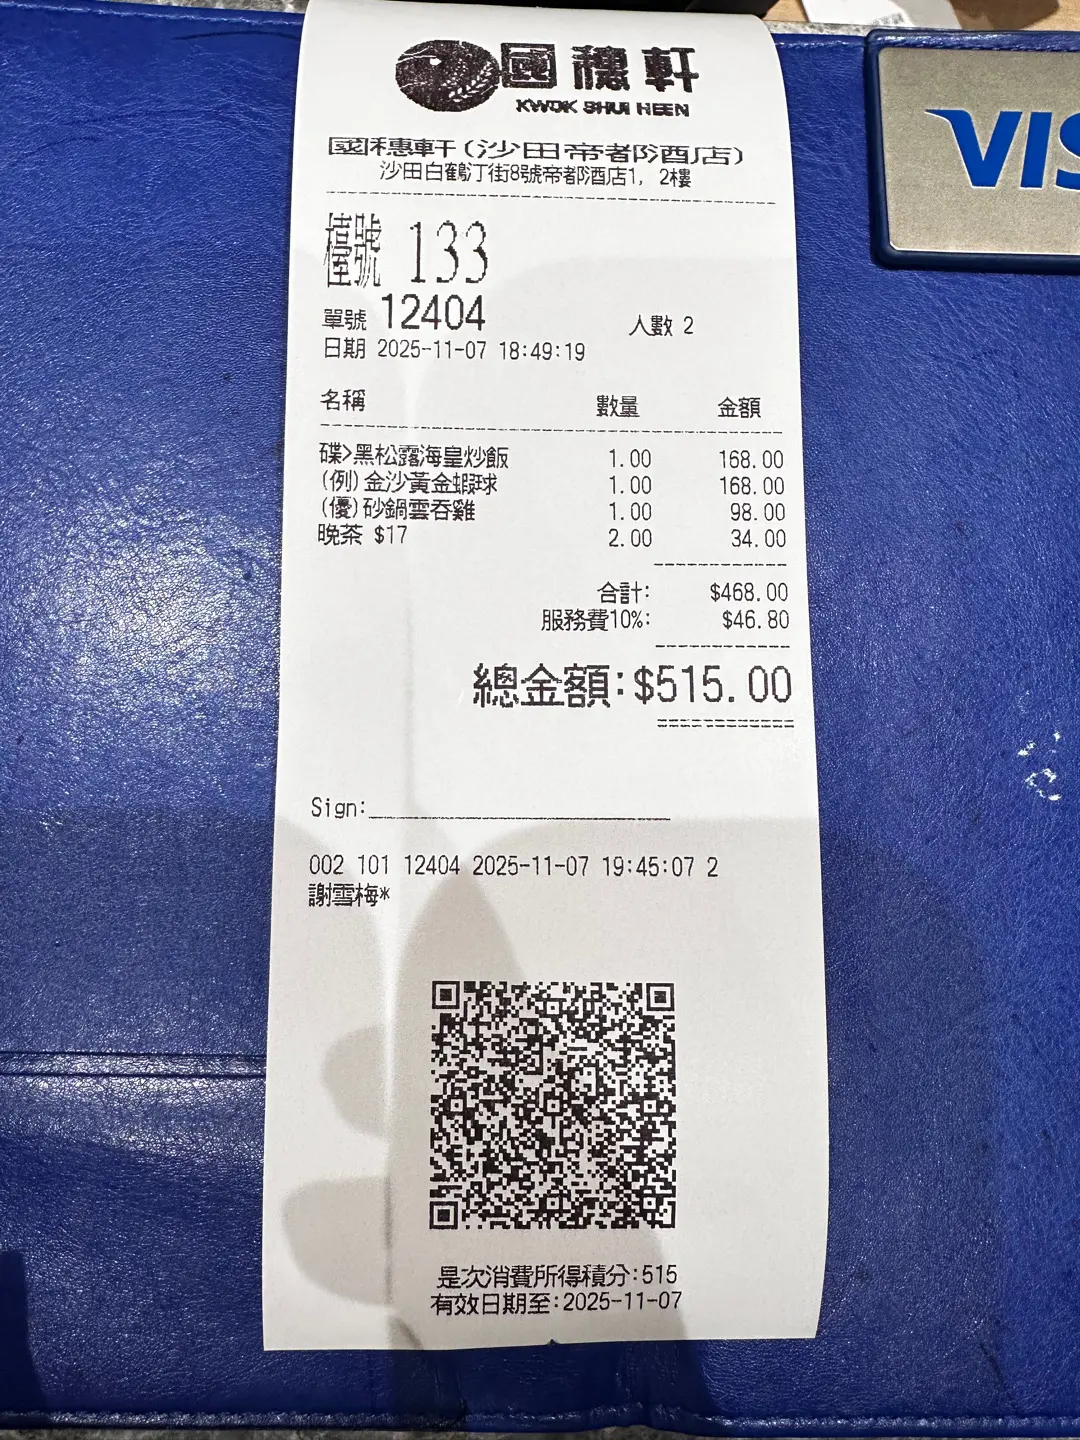 國穗軒
KWOK SHUI HEEN
VIS
國穗軒(沙田帝都酒店)
沙田白鶴汀街8號帝都酒店1, 2樓
檯號 133
單號 12404 人數 2
日期 2025-11-07 18:49:19
名稱 數量 金額
碟>黑松露海皇炒飯 1.00 168.00
(例)金沙黃金蝦球 1.00 168.00
(優)砂鍋雲吞雞 1.00 98.00
晚茶 $17 2.00 34.00
合計: $468.00
服務費10%: $46.80
總金額:$515.00
Sign:
002 101 12404 2025-11-07 19:45:07 2
謝雪梅*
是次消費所得積分:515
有效日期至:2025-11-07